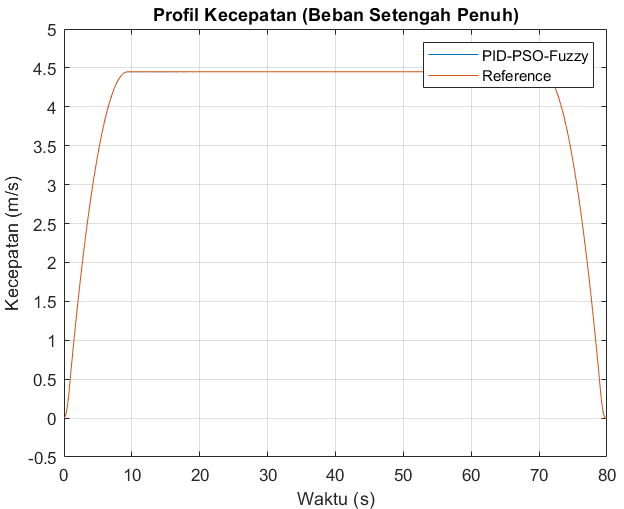 Profil Kecepatan (Beban Setengah Penuh)
PID-PSO-Fuzzy
Reference
5
4.5
4
3.5
3
2.5
2
1.5
1
0.5
0
-0.5
Kecepatan (m/s)
0 10 20 30 40 50 60 70 80
Waktu (s)